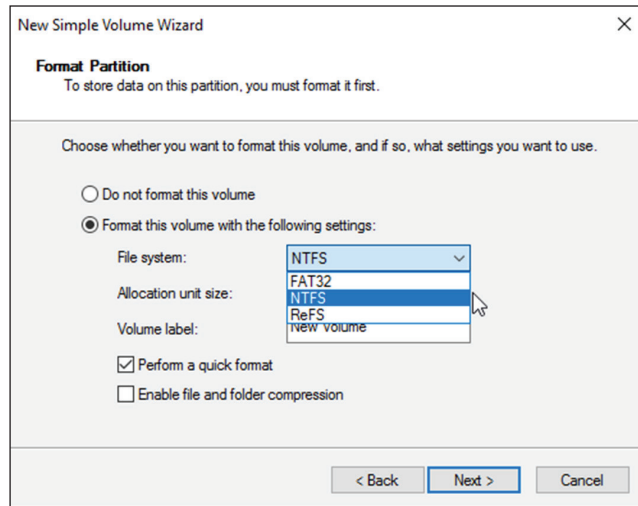 New Simple Volume Wizard
Format Partition
To store data on this partition, you must format it first.
Choose whether you want to format this volume, and if so, what settings you want to use.
Do not format this volume
Format this volume with the following settings:
File system: NTFS
FAT32
Allocation unit size: NTFS
ReFS
Volume label: New Volume
Perform a quick format
Enable file and folder compression
< Back Next > Cancel